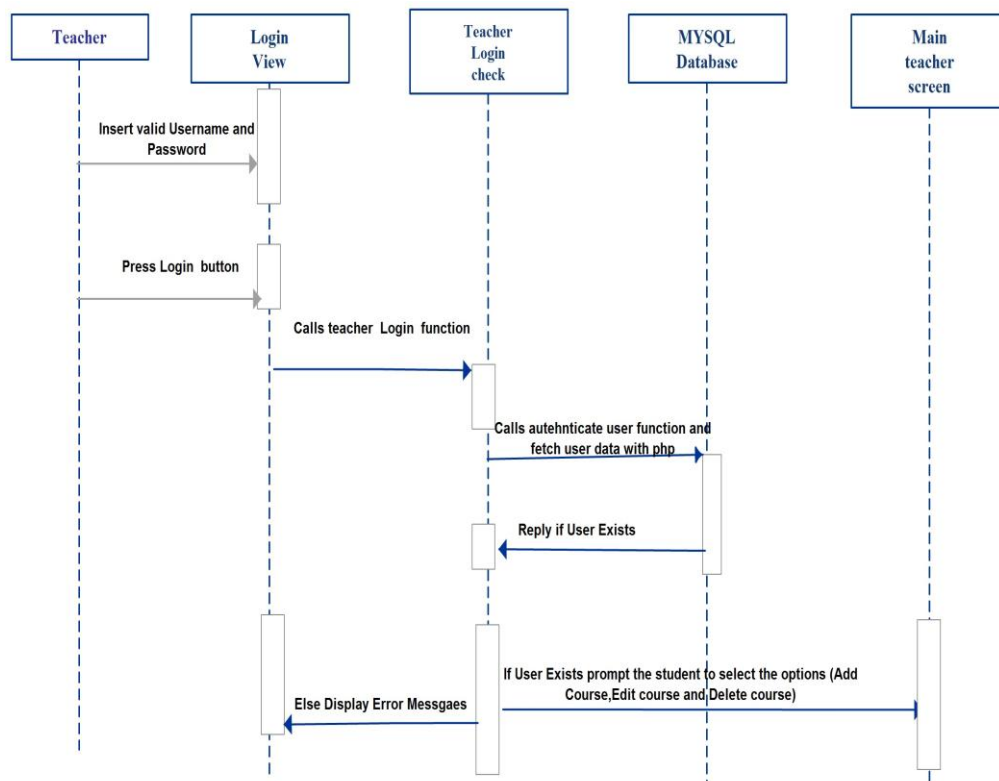 Teacher
Login
View
Teacher
Login
check
MYSQL
Database
Main
teacher
screen
Insert valid Username and
Password
Press Login button
Calls teacher Login function
Calls autehnticate user function and
fetch user data with php
Reply if User Exists
If User Exists prompt the student to select the options (Add
Course,Edit course and Delete course)
Else Display Error Messgaes